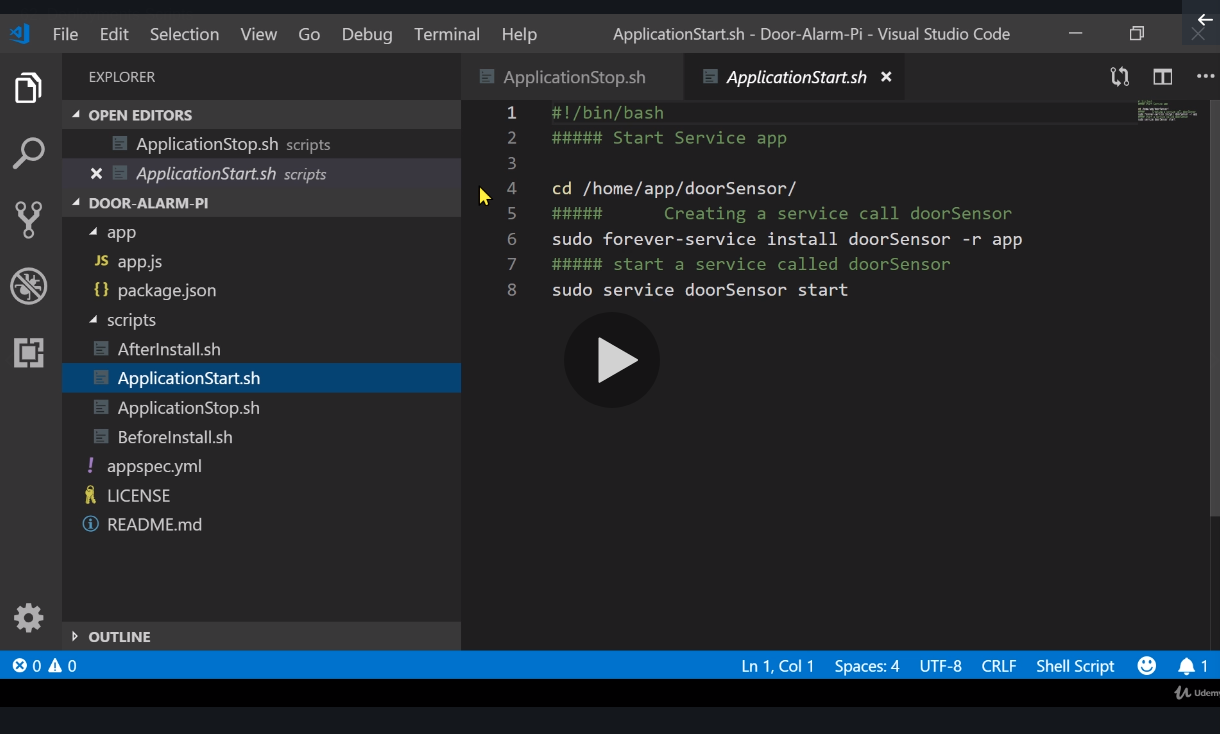 File Edit Selection View Go Debug Terminal Help ApplicationStart.sh - Door-Alarm-Pi - Visual Studio Code
EXPLORER
OPEN EDITORS
ApplicationStop.sh scripts
ApplicationStart.sh scripts
DOOR-ALARM-PI
app
JS app.js
{} package.json
scripts
AfterInstall.sh
ApplicationStart.sh
ApplicationStop.sh
BeforeInstall.sh
! appspec.yml
LICENSE
README.md
OUTLINE
ApplicationStop.sh ApplicationStart.sh
1 #!/bin/bash
2 ##### Start Service app
3
4 cd /home/app/doorSensor/
5 ##### Creating a service call doorSensor
6 sudo forever-service install doorSensor -r app
7 ##### start a service called doorSensor
8 sudo service doorSensor start
0 0 Ln 1, Col 1 Spaces: 4 UTF-8 CRLF Shell Script 1
Udemy